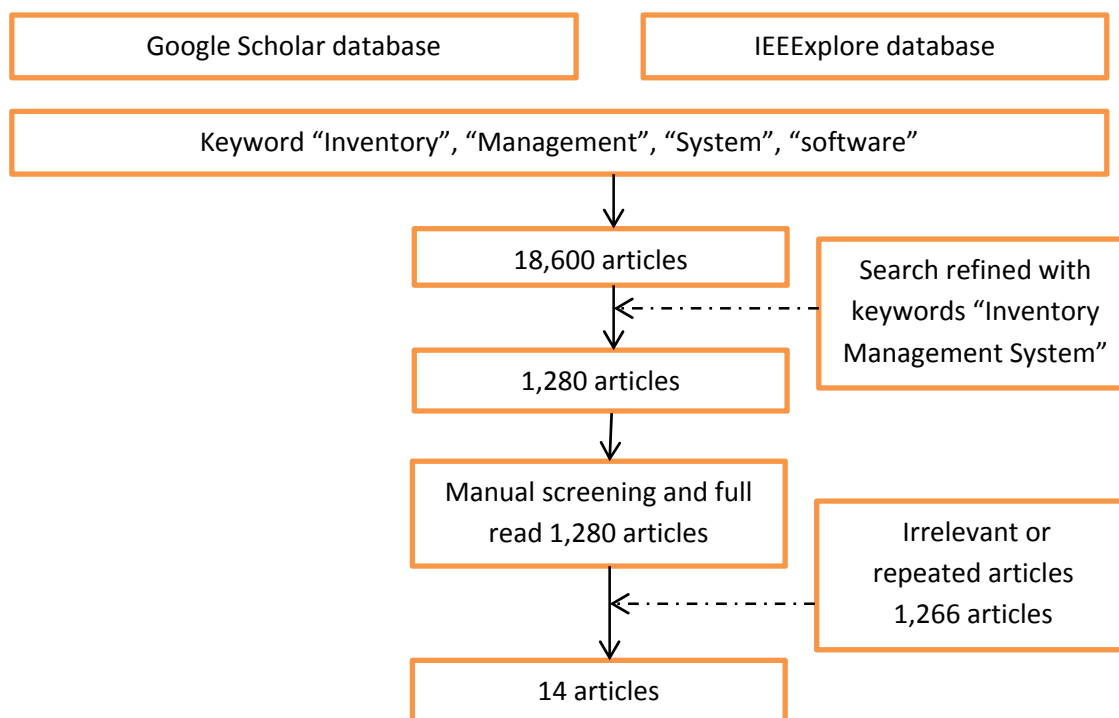 Google Scholar database
IEEExplore database
Keyword “Inventory”, “Management”, “System”, “software”
18,600 articles
Search refined with
keywords “Inventory
Management System”
1,280 articles
Manual screening and full
read 1,280 articles
Irrelevant or
repeated articles
1,266 articles
14 articles